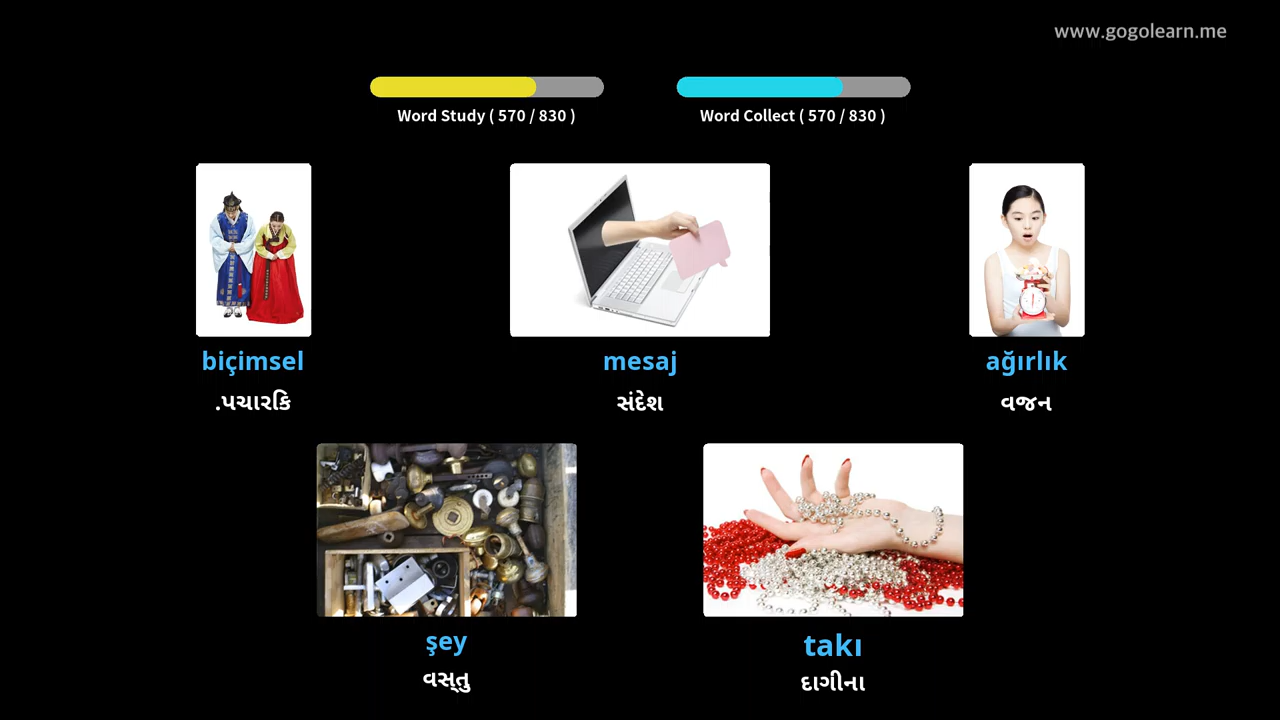 www.gogolearn.me
Word Study ( 570 / 830 )
Word Collect ( 570 / 830 )
biçimsel
.પચારકિ
mesaj
સંદેશ
ağırlık
વજન
şey
વસ્તુ
takı
દાગીના